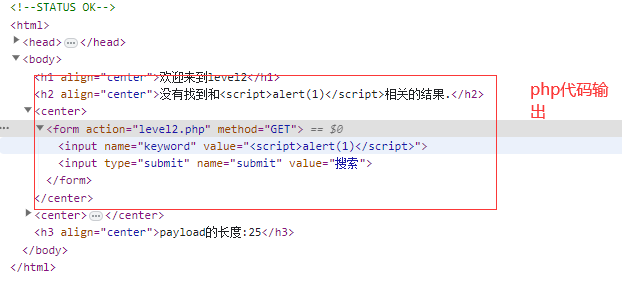 <!--STATUS OK-->
<html>
<head>…</head>
<body>
<h1 align="center">欢迎来到level2</h1>
<h2 align="center">没有找到和<script>alert(1)</script>相关的结果.</h2>
<center>
<form action="level2.php" method="GET"> == $0
<input name="keyword" value="<script>alert(1)</script>">
<input type="submit" name="submit" value="搜索">
</form>
</center>
<center>…</center>
<h3 align="center">payload的长度:25</h3>
</body>
</html>
php代码输
出